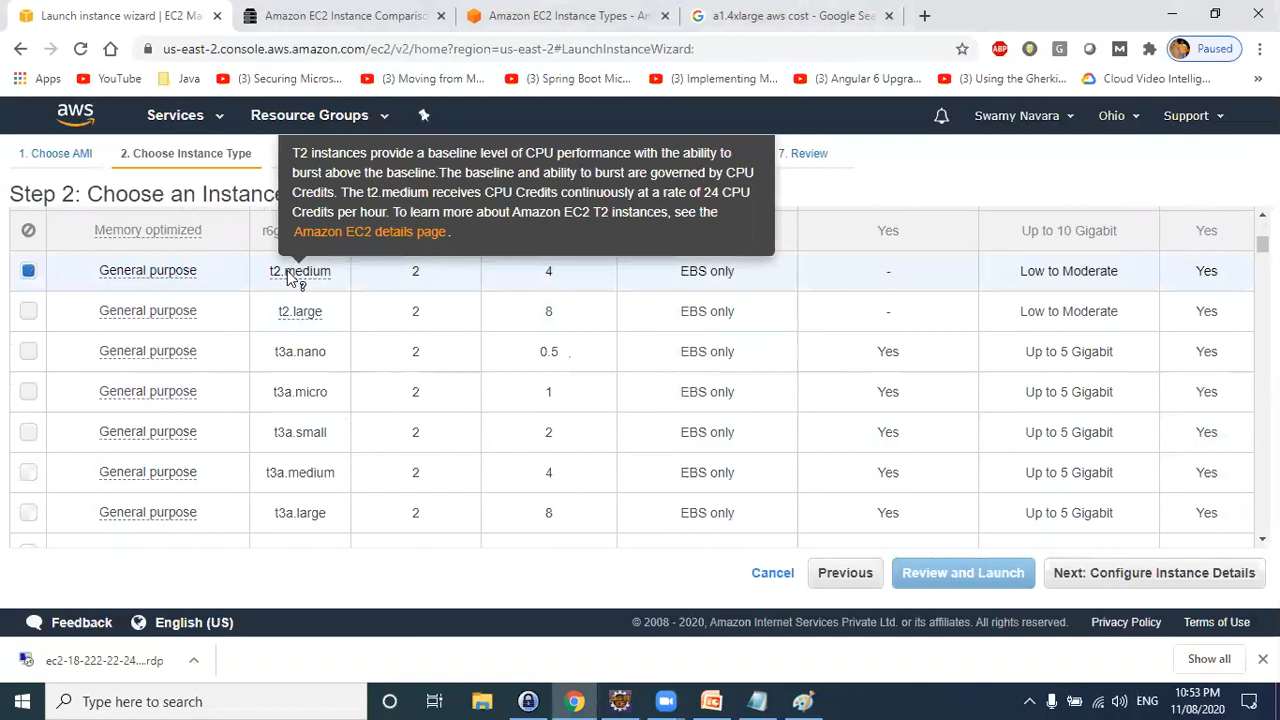 Launch instance wizard | EC2 Ma
Amazon EC2 Instance Comparis
Amazon EC2 Instance Types - Am
a1.4xlarge aws cost - Google Sea
us-east-2.console.aws.amazon.com/ec2/v2/home?region=us-east-2#LaunchInstanceWizard:
ABP
G
M
Paused
Apps
YouTube
Java
(3) Securing Micros...
(3) Moving from M...
(3) Spring Boot Mic...
(3) Implementing M...
(3) Angular 6 Upgra...
(3) Using the Gherki...
Cloud Video Intellig...
aws
Services
Resource Groups
Swamy Navara
Ohio
Support
1. Choose AMI
2. Choose Instance Type
7. Review
T2 instances provide a baseline level of CPU performance with the ability to
burst above the baseline.The baseline and ability to burst are governed by CPU
Credits. The t2.medium receives CPU Credits continuously at a rate of 24 CPU
Credits per hour. To learn more about Amazon EC2 T2 instances, see the
Amazon EC2 details page .
Step 2: Choose an Instance
Memory optimized r6g Yes Up to 10 Gigabit Yes
General purpose t2.medium 2 4 EBS only - Low to Moderate Yes
General purpose t2.large 2 8 EBS only - Low to Moderate Yes
General purpose t3a.nano 2 0.5 EBS only Yes Up to 5 Gigabit Yes
General purpose t3a.micro 2 1 EBS only Yes Up to 5 Gigabit Yes
General purpose t3a.small 2 2 EBS only Yes Up to 5 Gigabit Yes
General purpose t3a.medium 2 4 EBS only Yes Up to 5 Gigabit Yes
General purpose t3a.large 2 8 EBS only Yes Up to 5 Gigabit Yes
Cancel
Previous
Review and Launch
Next: Configure Instance Details
Feedback
English (US)
© 2008 - 2020, Amazon Internet Services Private Ltd. or its affiliates. All rights reserved.
Privacy Policy
Terms of Use
ec2-18-222-22-24....rdp
Show all
Type here to search
ENG
10:53 PM
11/08/2020